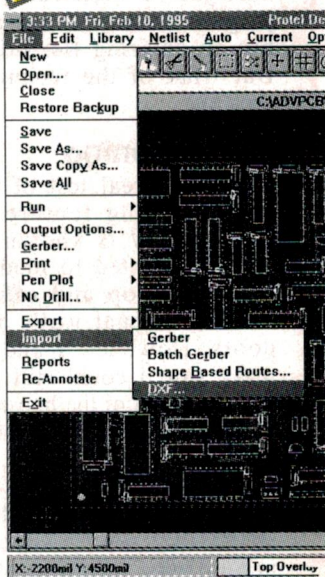 3:33 PM Fri, Feb 10, 1995 Protel De
File Edit Library Netlist Auto Current Op
New
Open...
Close
Restore Backup
C:\ADVPCB
Save
Save As...
Save Copy As...
Save All
Run
Output Options...
Gerber...
Print
Pen Plot
NC Drill...
Export
Import
Gerber
Batch Gerber
Shape Based Routes...
DXF...
Reports
Re-Annotate
Exit
X:-2200mil Y:4500mil Top Overlay